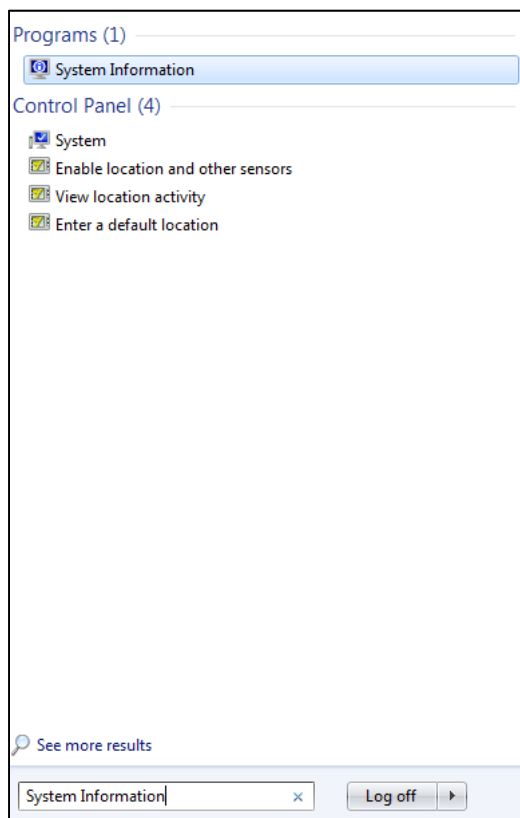 Programs (1)
System Information
Control Panel (4)
System
Enable location and other sensors
View location activity
Enter a default location
See more results
System Information
Log off